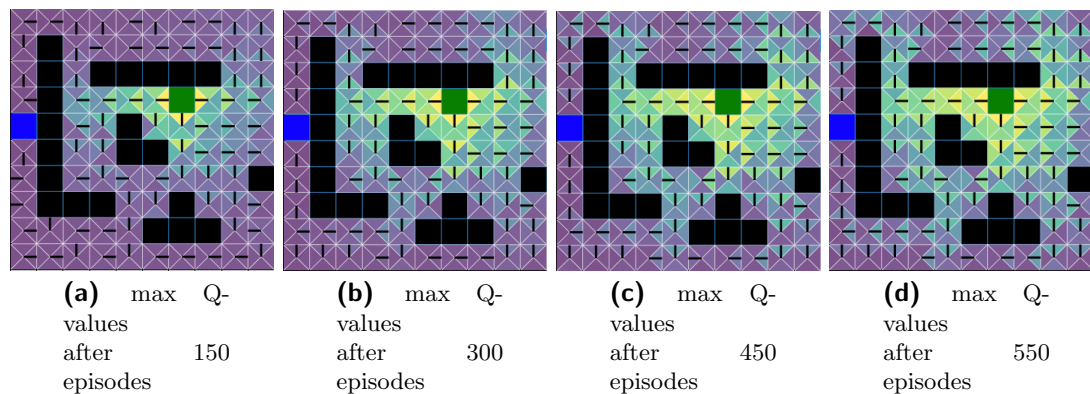 (a) max Q-
values
after 150
episodes
(b) max Q-
values
after 300
episodes
(c) max Q-
values
after 450
episodes
(d) max Q-
values
after 550
episodes